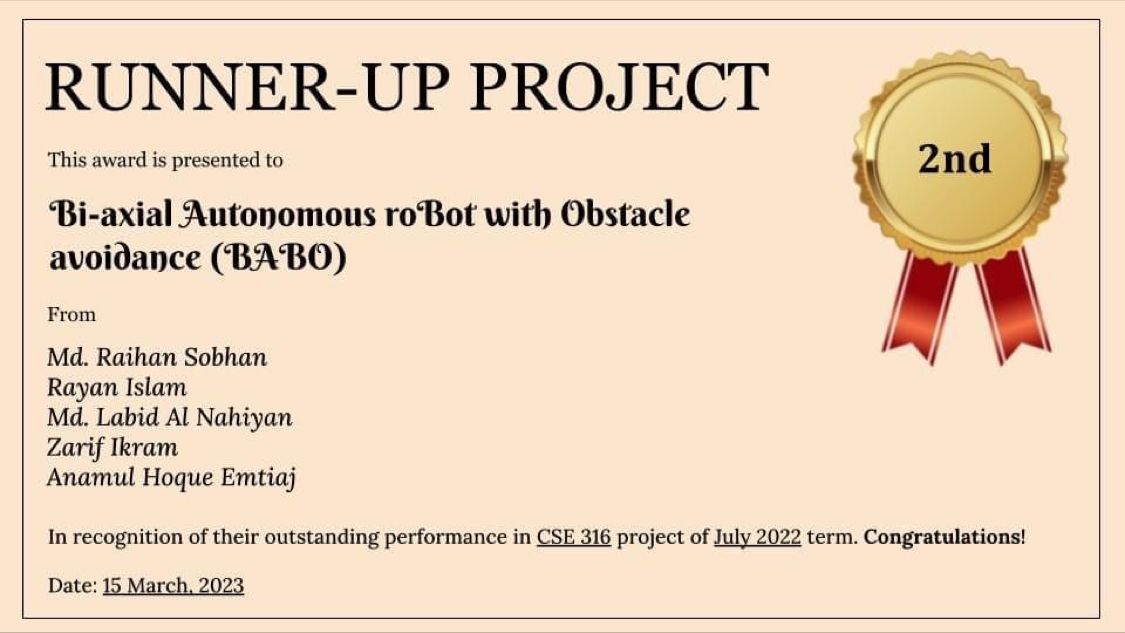 RUNNER-UP PROJECT
2nd
This award is presented to
Bi-axial Autonomous roBot with Obstacle
avoidance (BABO)
From
Md. Raihan Sobhan
Rayan Islam
Md. Labid Al Nahiyan
Zarif Ikram
Anamul Hoque Emtiaj
In recognition of their outstanding performance in CSE 316 project of July 2022 term. Congratulations!
Date: 15 March, 2023